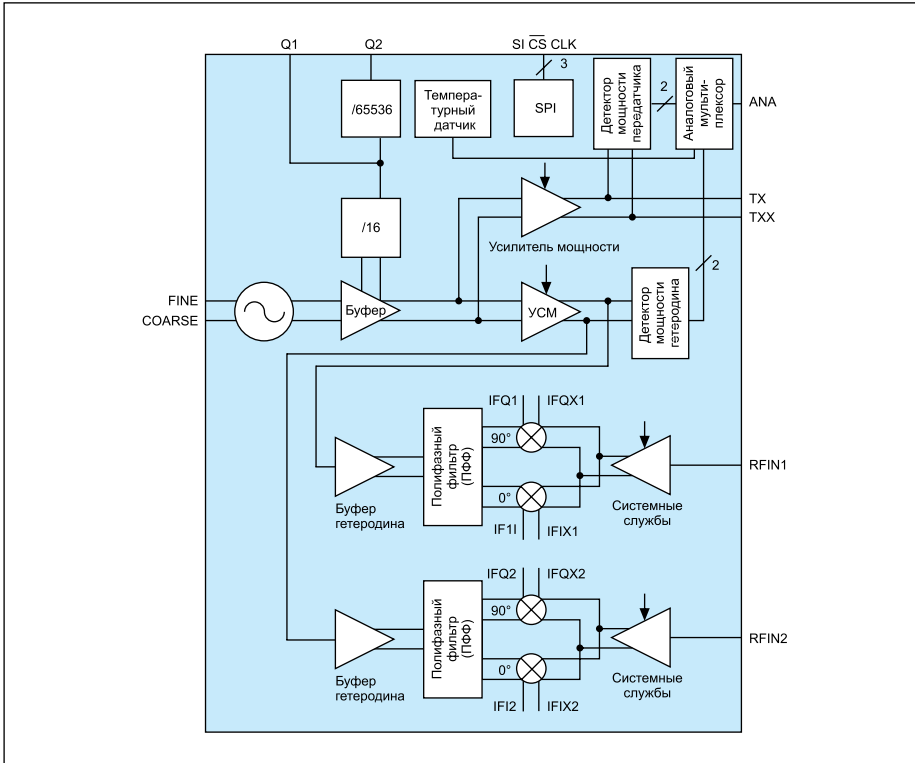 Q1
Q2
SI CS CLK
3
/65536
Темпера-
турный
датчик
SPI
Детектор
мощности
передатчика
2
Аналоговый
мульти-
плексор
ANA
/16
TX
TXX
Усилитель мощности
2
FINE
COARSE
Буфер
УСМ
Детектор
мощности
гетеродина
IFQ1
IFQX1
90°
Полифазный
фильтр
(ПФФ)
0°
RFIN1
Буфер
гетеродина
Системные
службы
IF1I
IFIX1
IFQ2
IFQX2
90°
Полифазный
фильтр
(ПФФ)
0°
RFIN2
Буфер
гетеродина
Системные
службы
IFI2
IFIX2